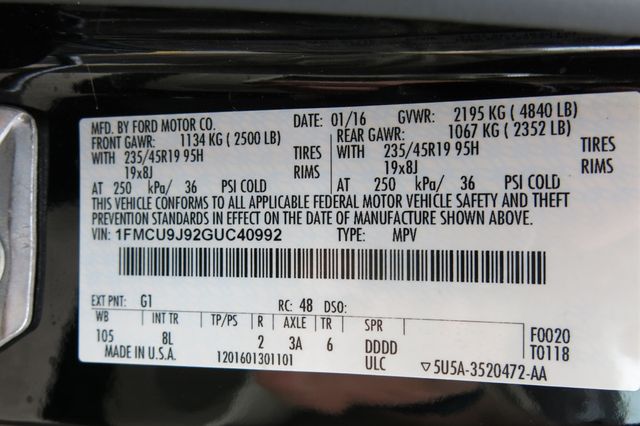 MFD. BY FORD MOTOR CO. DATE: 01/16 GVWR: 2195 KG ( 4840 LB)
FRONT GAWR: 1134 KG ( 2500 LB) REAR GAWR: 1067 KG ( 2352 LB)
WITH 235/45R19 95H TIRES WITH 235/45R19 95H TIRES
19x8J RIMS 19x8J RIMS
AT 250 kPa/ 36 PSI COLD AT 250 kPa/ 36 PSI COLD
THIS VEHICLE CONFORMS TO ALL APPLICABLE FEDERAL MOTOR VEHICLE SAFETY AND THEFT
PREVENTION STANDARDS IN EFFECT ON THE DATE OF MANUFACTURE SHOWN ABOVE.
VIN: 1FMCU9J92GUC40992 TYPE: MPV
EXT PNT: G1 RC: 48 DSO:
WB INT TR TP/PS R AXLE TR SPR F0020
105 8L 2 3A 6 DDDD T0118
MADE IN U.S.A. 1201601301101 ULC ▽5U5A-3520472-AA